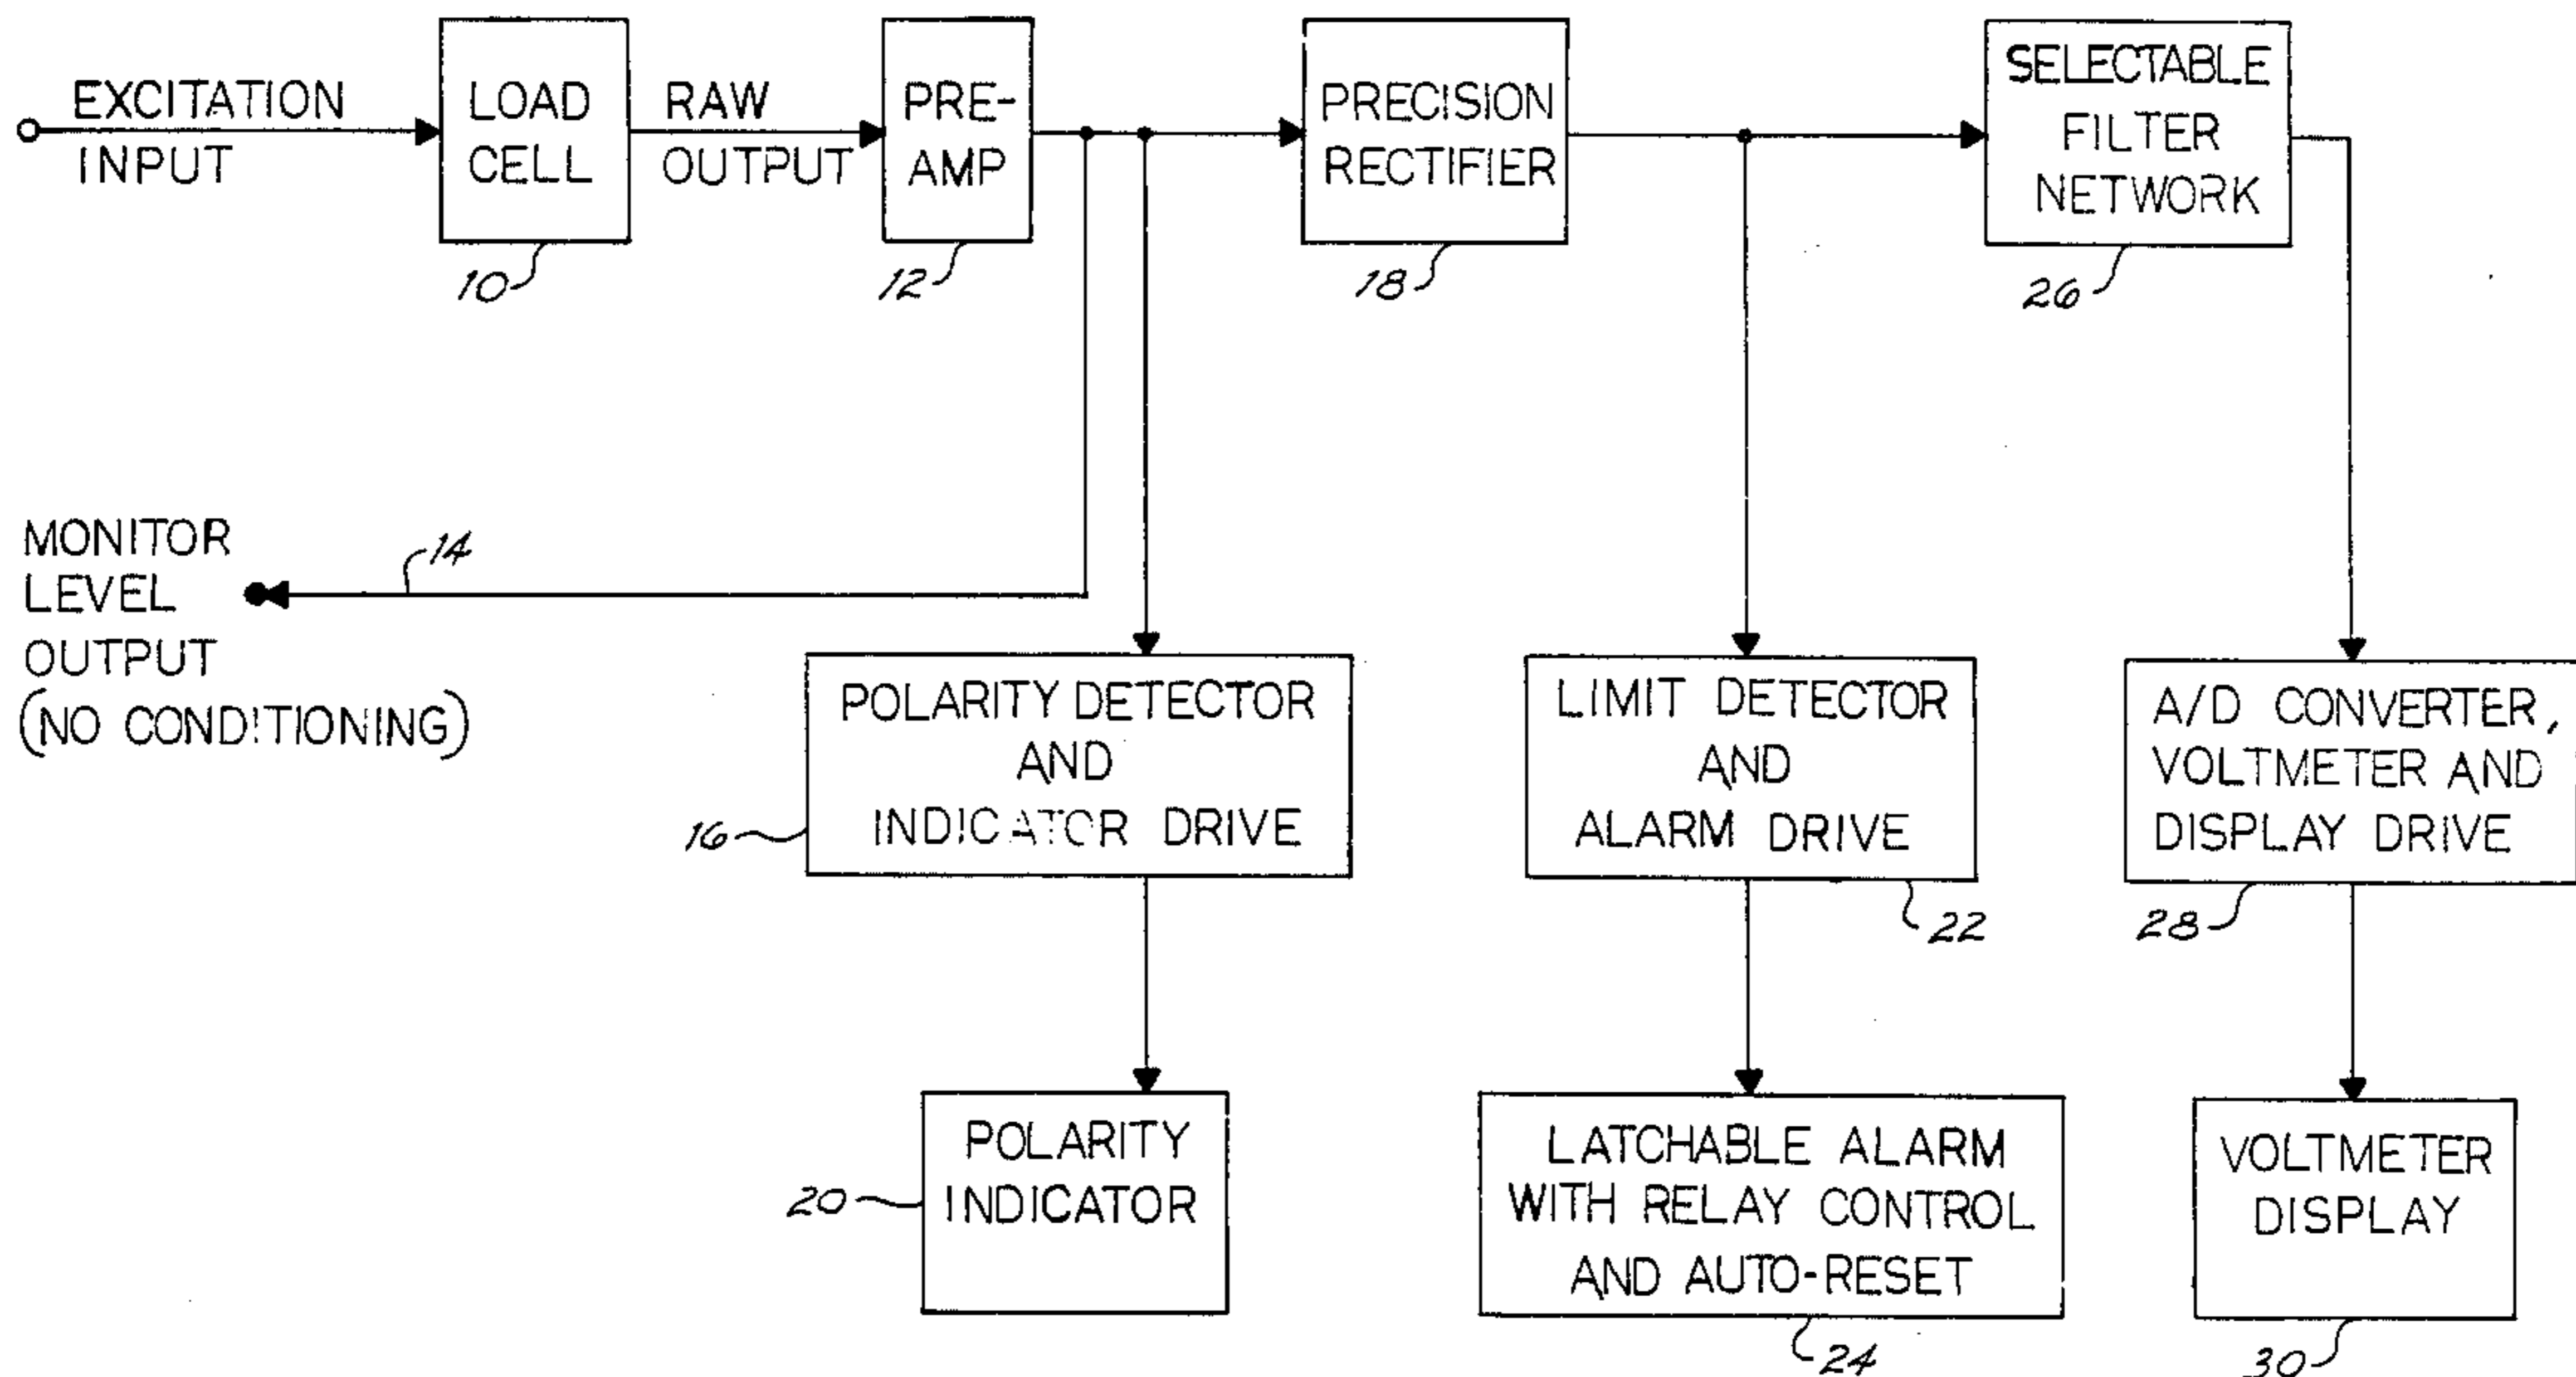 EXCITATION
INPUT
LOAD
CELL
10
RAW
OUTPUT
PRE-
AMP
12
PRECISION
RECTIFIER
18
SELECTABLE
FILTER
NETWORK
26
MONITOR
LEVEL
OUTPUT
(NO CONDITIONING)
14
POLARITY DETECTOR
AND
INDICATOR DRIVE
16
LIMIT DETECTOR
AND
ALARM DRIVE
22
A/D CONVERTER,
VOLTMETER AND
DISPLAY DRIVE
28
POLARITY
INDICATOR
20
LATCHABLE ALARM
WITH RELAY CONTROL
AND AUTO-RESET
24
VOLTMETER
DISPLAY
30